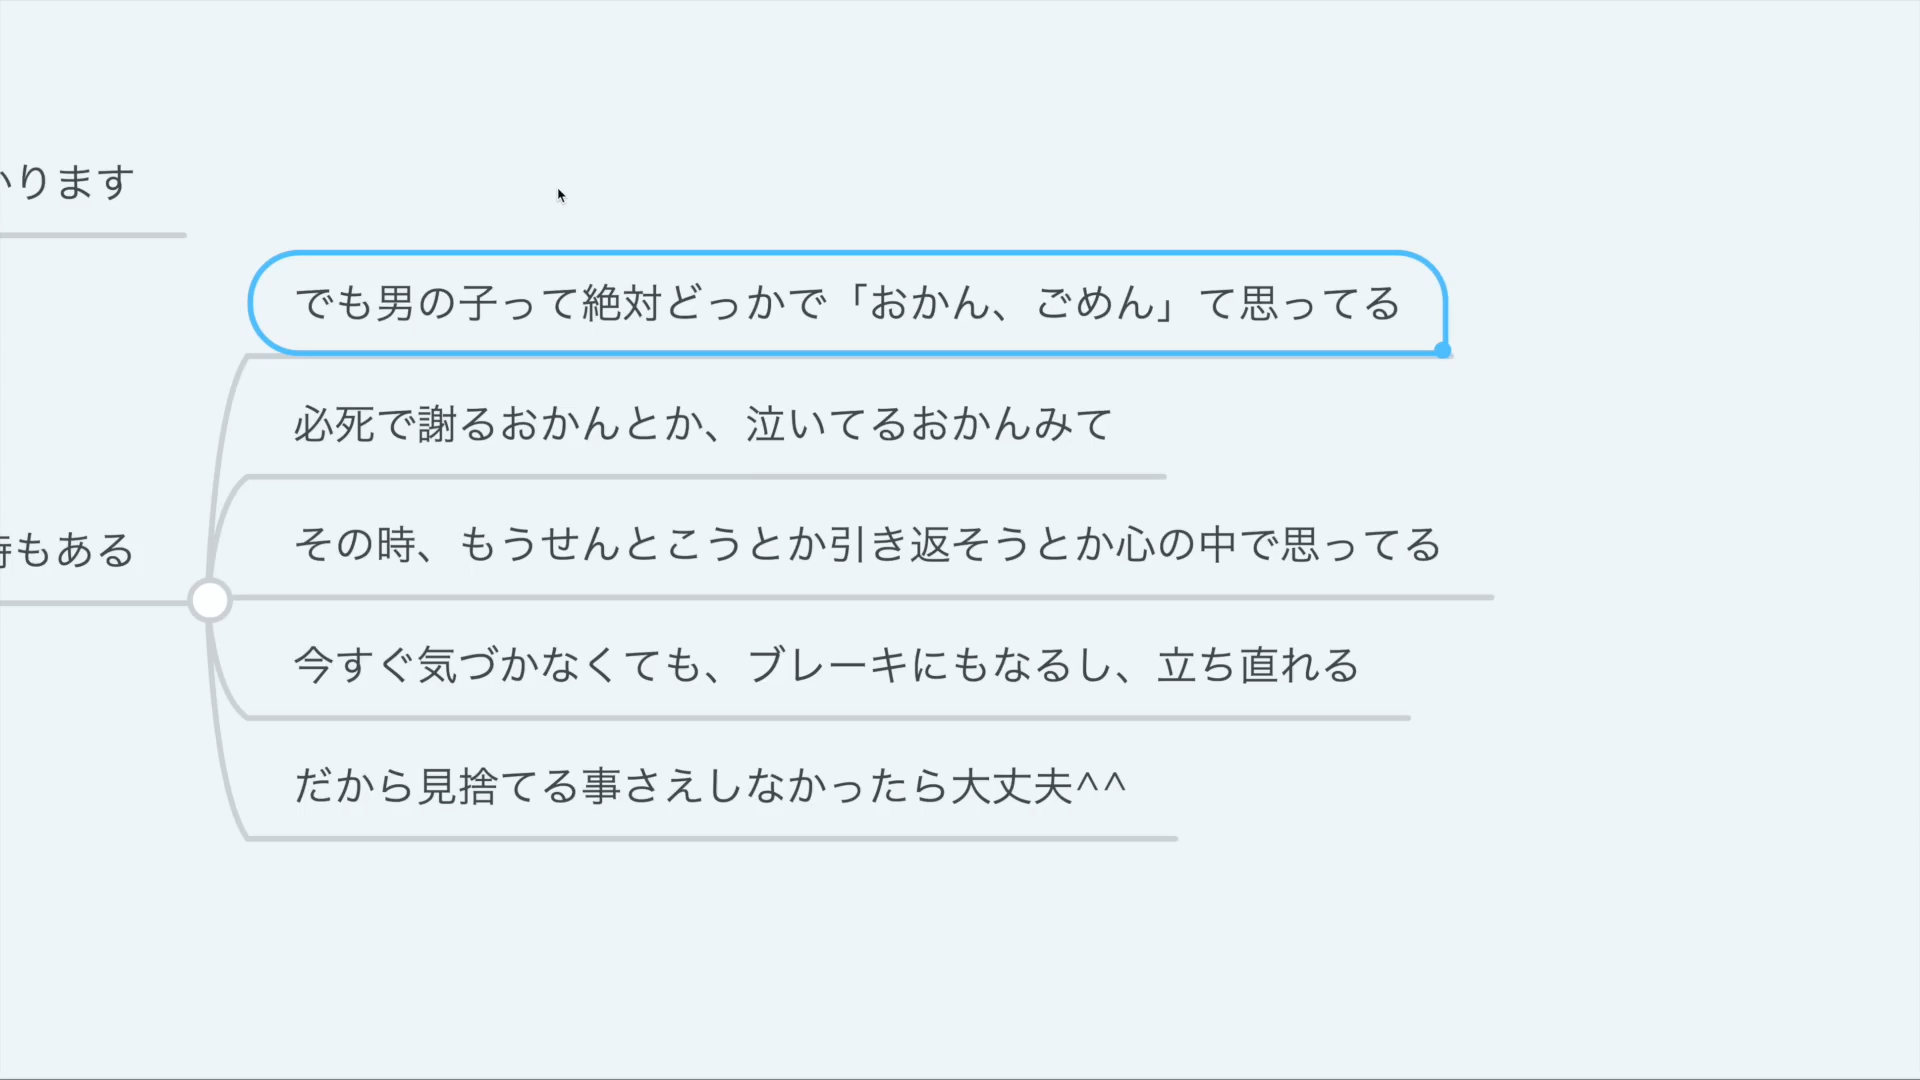 ります
でも男の子って絶対どっかで「おかん、ごめん」て思ってる
必死で謝るおかんとか、泣いてるおかんみて
その時、もうせんとこうとか引き返そうとか心の中で思ってる
もある
今すぐ気づかなくても、ブレーキにもなるし、立ち直れる
だから見捨てる事さえしなかったら大丈夫^^